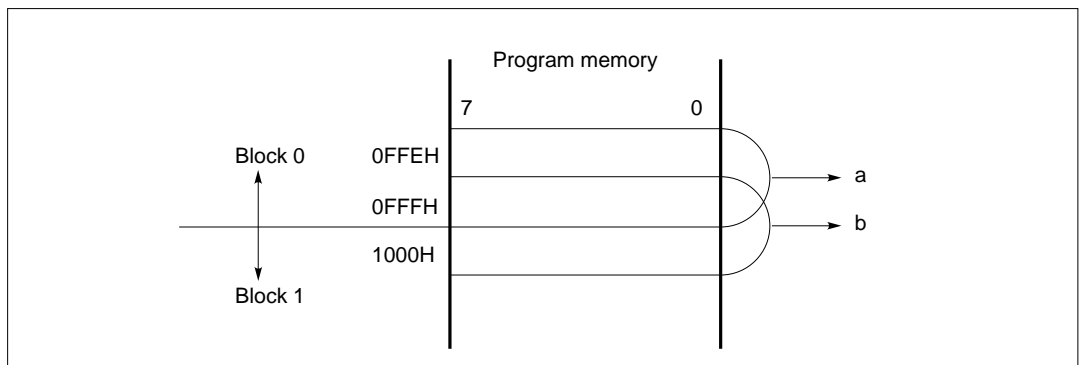 Program memory
7 0
Block 0 0FFEH
a
0FFFH
b
1000H
Block 1